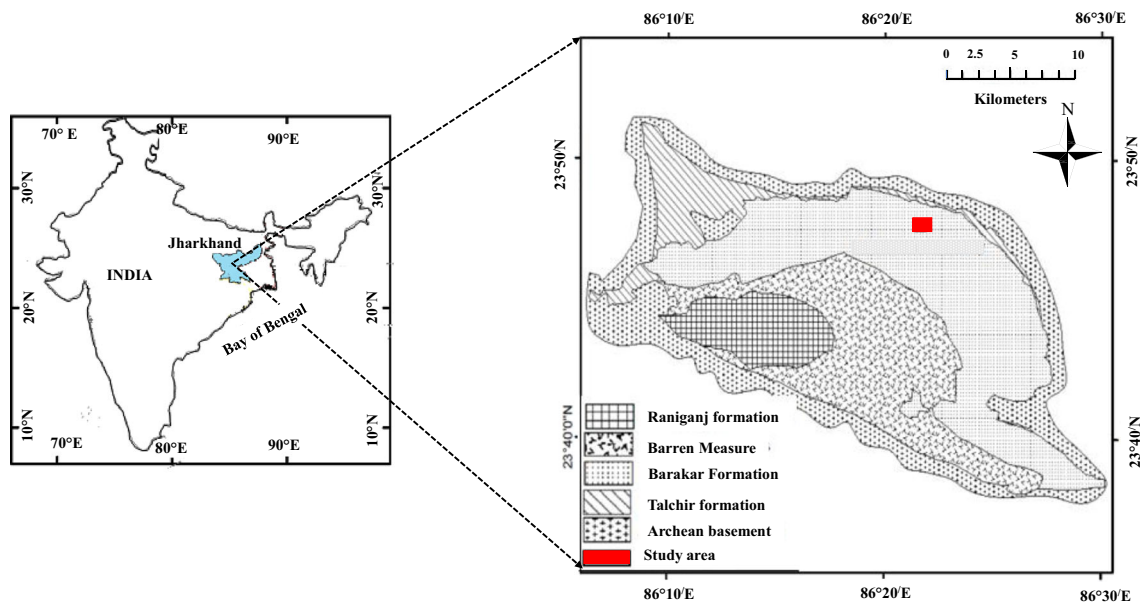 86°10'/E 86°20'/E 86°30'/E
0 2.5 5 10
Kilometers
N
70° E 80°E 90°E
30°N 30°N
23°50'/N 23°50'/N
Jharkhand
INDIA
20°N 20°N
Bay of Bengal
10°N 10°N
70°E 80°E 90°E
23°40'0"N 23°40'/N
Raniganj formation
Barren Measure
Barakar Formation
Talchir formation
Archean basement
Study area
86°10'/E 86°20'/E 86°30'/E